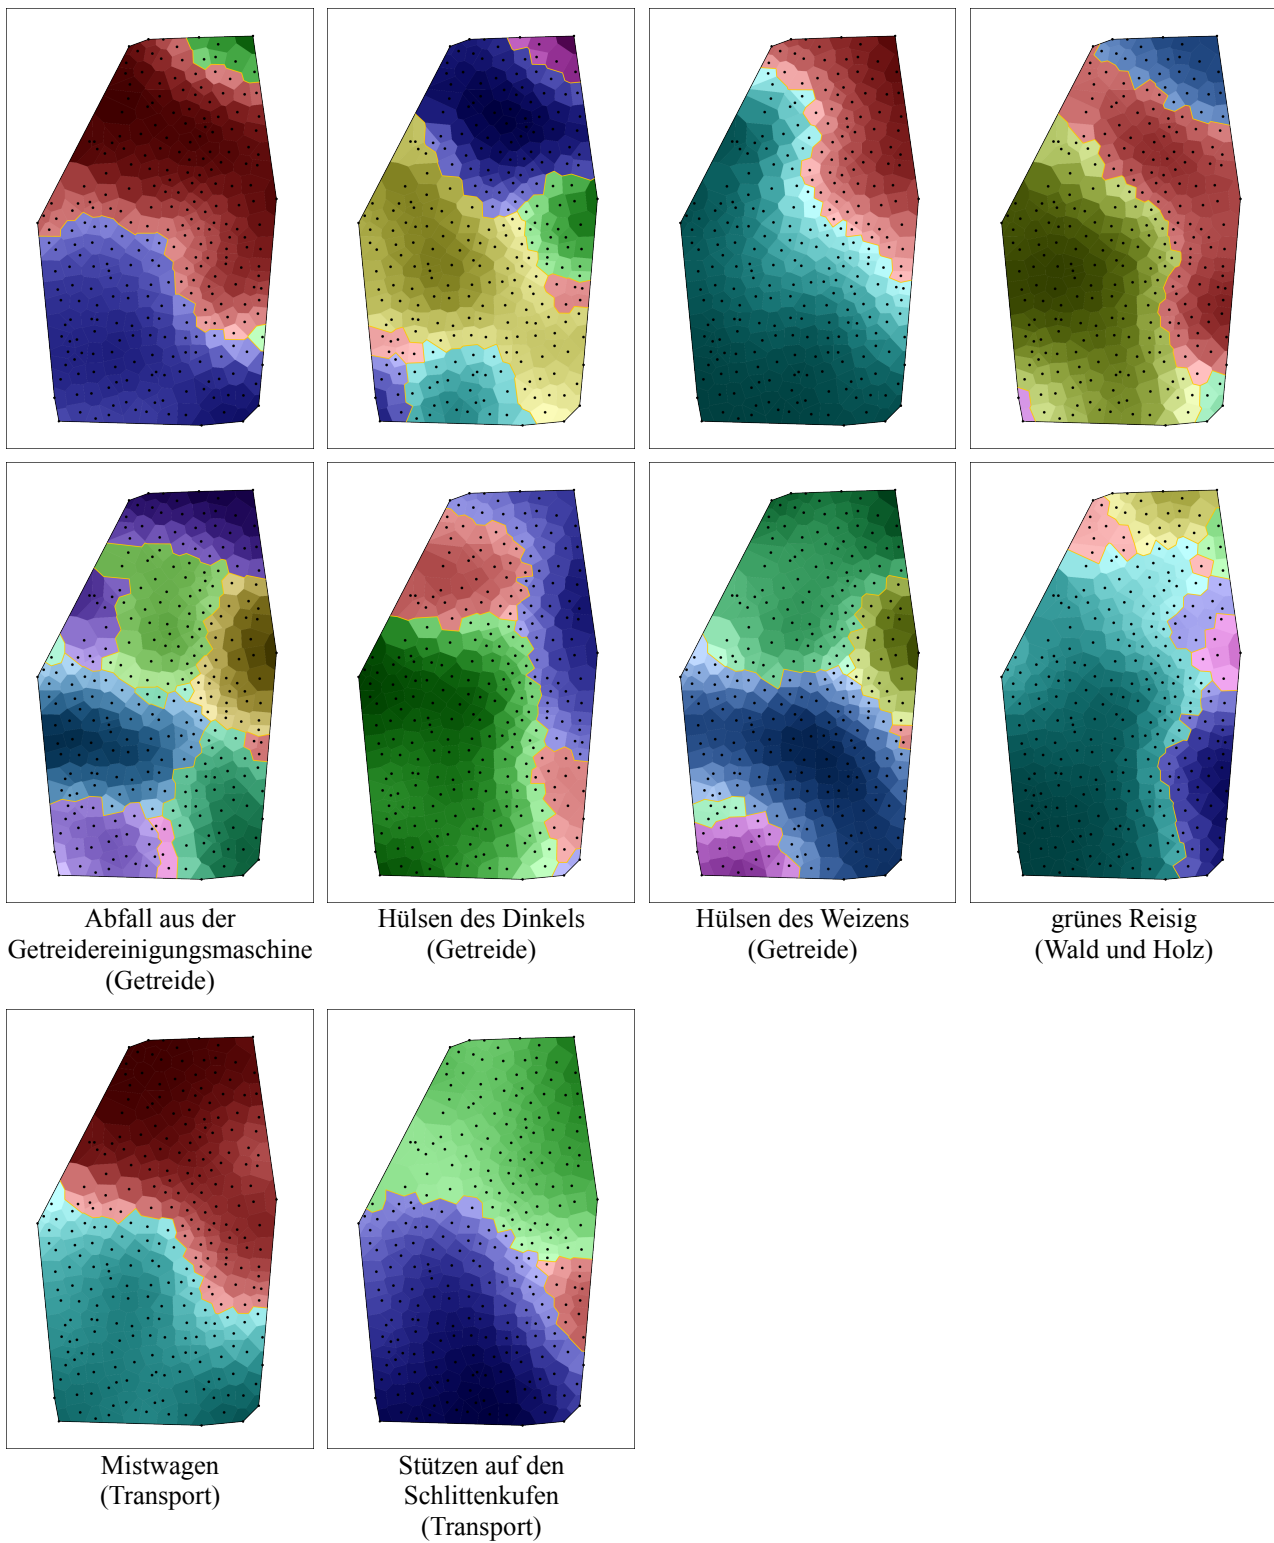 Abfall aus der
Getreidereinigungsmaschine
(Getreide)
Hülsen des Dinkels
(Getreide)
Hülsen des Weizens
(Getreide)
grünes Reisig
(Wald und Holz)
Mistwagen
(Transport)
Stützen auf den
Schlittenkufen
(Transport)